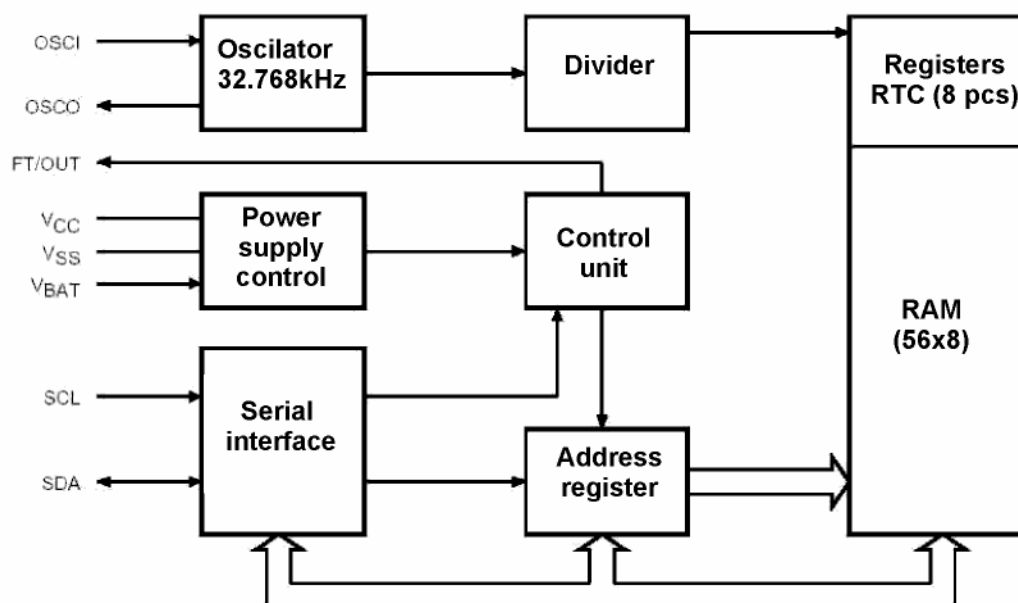 OSCI
OSCO
Oscilator
32.768kHz
Divider
Registers
RTC (8 pcs)
FT/OUT
VCC
VSS
VBAT
Power
supply
control
Control
unit
RAM
(56x8)
SCL
SDA
Serial
interface
Address
register